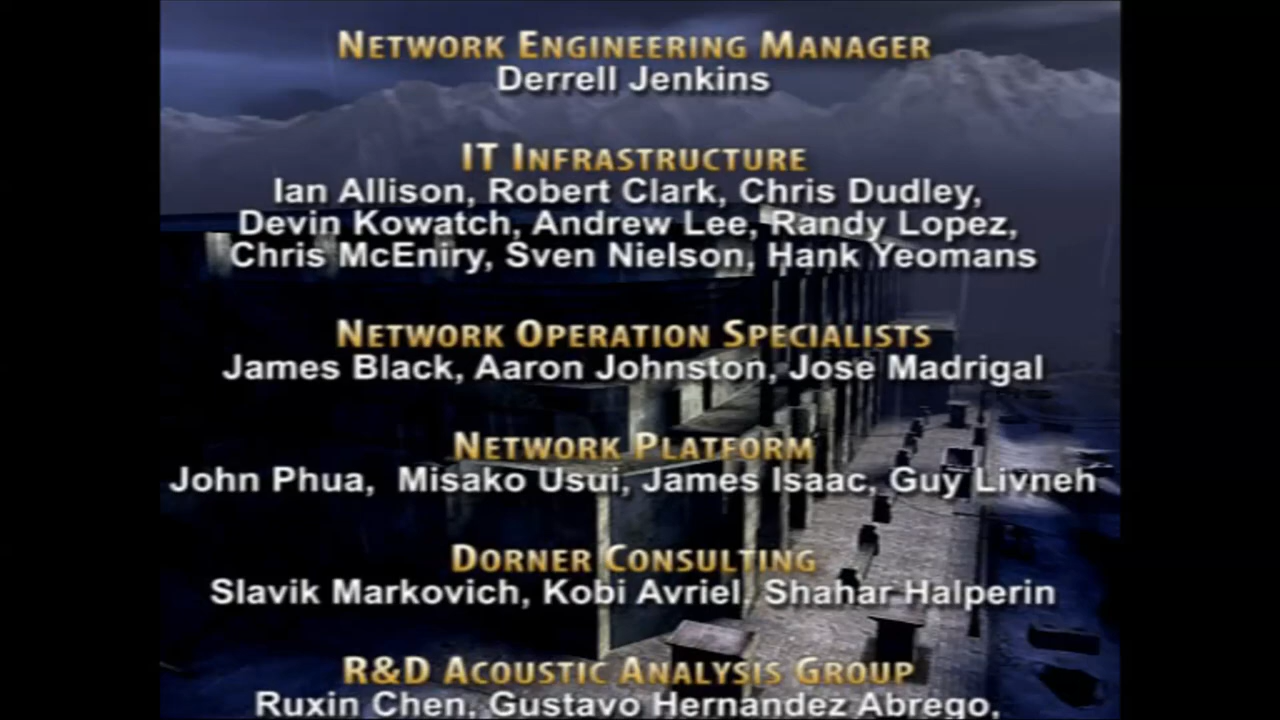 NETWORK ENGINEERING MANAGER
Derrell Jenkins
IT INFRASTRUCTURE
Ian Allison, Robert Clark, Chris Dudley,
Devin Kowatch, Andrew Lee, Randy Lopez,
Chris McEniry, Sven Nielson, Hank Yeomans
NETWORK OPERATION SPECIALISTS
James Black, Aaron Johnston, Jose Madrigal
NETWORK PLATFORM
John Phua, Misako Usui, James Isaac, Guy Livneh
DORNER CONSULTING
Slavik Markovich, Kobi Avriel, Shahar Halperin
R&D ACOUSTIC ANALYSIS GROUP
Ruxin Chen, Gustavo Hernandez Abrego,